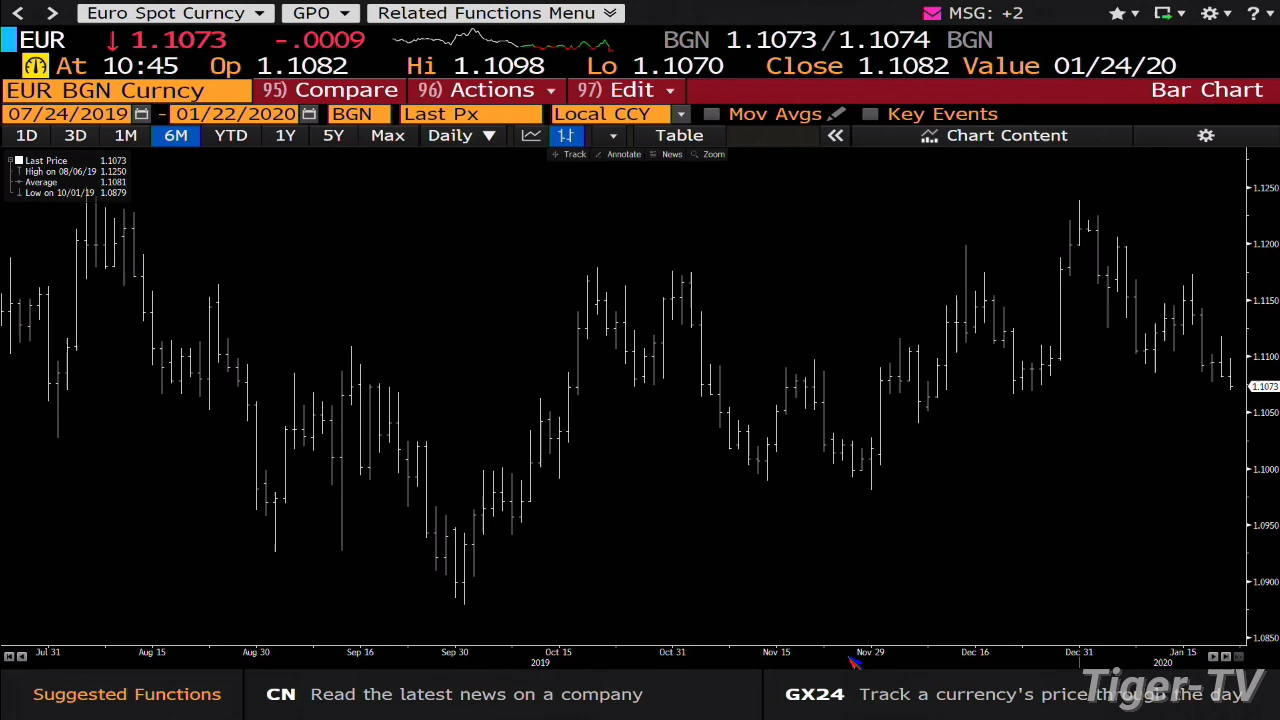 Euro Spot Curncy GPO Related Functions Menu MSG: +2 ?
EUR ↓ 1.1073 -.0009 BGN 1.1073/1.1074 BGN
At 10:45 Op 1.1082 Hi 1.1098 Lo 1.1070 Close 1.1082 Value 01/24/20
EUR BGN Curncy 95) Compare 96) Actions 97) Edit Bar Chart
07/24/2019 - 01/22/2020 BGN Last Px Local CCY Mov Avgs Key Events
1D 3D 1M 6M YTD 1Y 5Y Max Daily ▼ Table « Chart Content
Track Annotate News Zoom
Last Price 1.1073
High on 08/06/19 1.1250
Average 1.1081
Low on 10/01/19 1.0879
1.1250
1.1200
1.1150
1.1100
1.1073
1.1050
1.1000
1.0950
1.0900
1.0850
Jul 31 Aug 15 Aug 30 Sep 16 Sep 30 Oct 15 Oct 31 Nov 15 Nov 29 Dec 16 Dec 31 Jan 15
2019 2020
Suggested Functions CN Read the latest news on a company GX24 Track a currency's price through the day
Tiger-TV